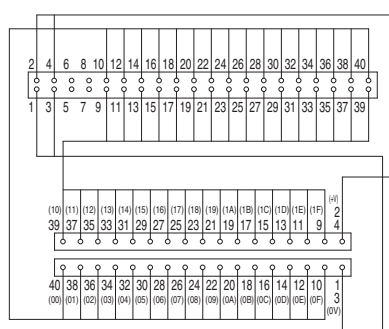 2 4 6 8 10 12 14 16 18 20 22 24 26 28 30 32 34 36 38 40
1 3 5 7 9 11 13 15 17 19 21 23 25 27 29 31 33 35 37 39
(10) (11) (12) (13) (14) (15) (16) (17) (18) (19) (1A) (1B) (1C) (1D) (1E) (1F) (+V)
39 37 35 33 31 29 27 25 23 21 19 17 15 13 11 9 2 4
40 38 36 34 32 30 28 26 24 22 20 18 16 14 12 10 1 3
(00) (01) (02) (03) (04) (05) (06) (07) (08) (09) (0A) (0B) (0C) (0D) (0E) (0F) (0V)